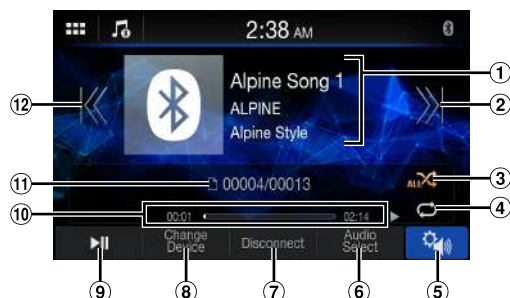 2:38 AM
1
Alpine Song 1
12
2
ALPINE
Alpine Style
11
00004/00013
ALL
3
10
00:01
02:14
4
Change Device
Disconnect
Audio Select
9
8
7
6
5